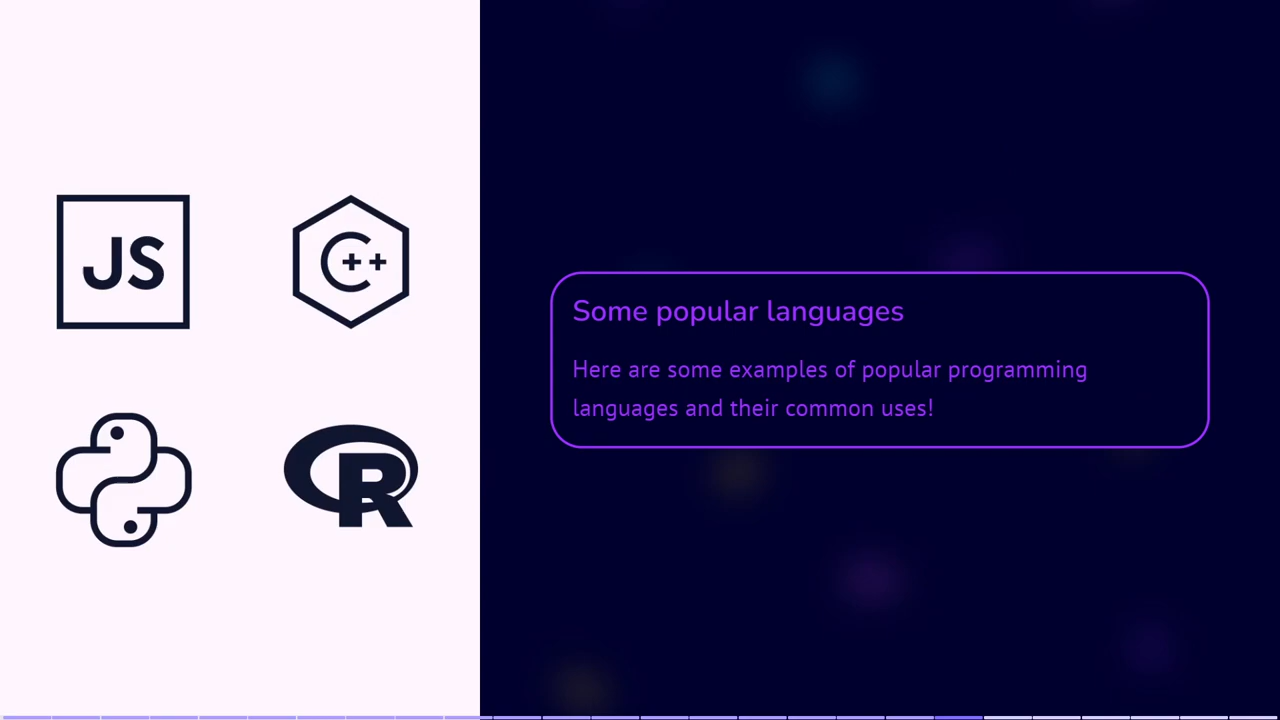 JS
C++
R
Some popular languages
Here are some examples of popular programming
languages and their common uses!